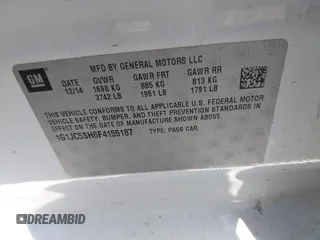 GM
MFD BY GENERAL MOTORS LLC
DATE GVWR GAWR FRT GAWR RR
12/14 1698 KG 885 KG 813 KG
3742 LB 1951 LB 1791 LB
THIS VEHICLE CONFORMS TO ALL APPLICABLE U.S. FEDERAL MOTOR
VEHICLE SAFETY, BUMPER, AND THEFT PREVENTION STANDARDS
IN EFFECT ON THE DATE OF MANUFACTURE SHOWN ABOVE.
1G1JC5SH6F4155187 TYPE: PASS CAR